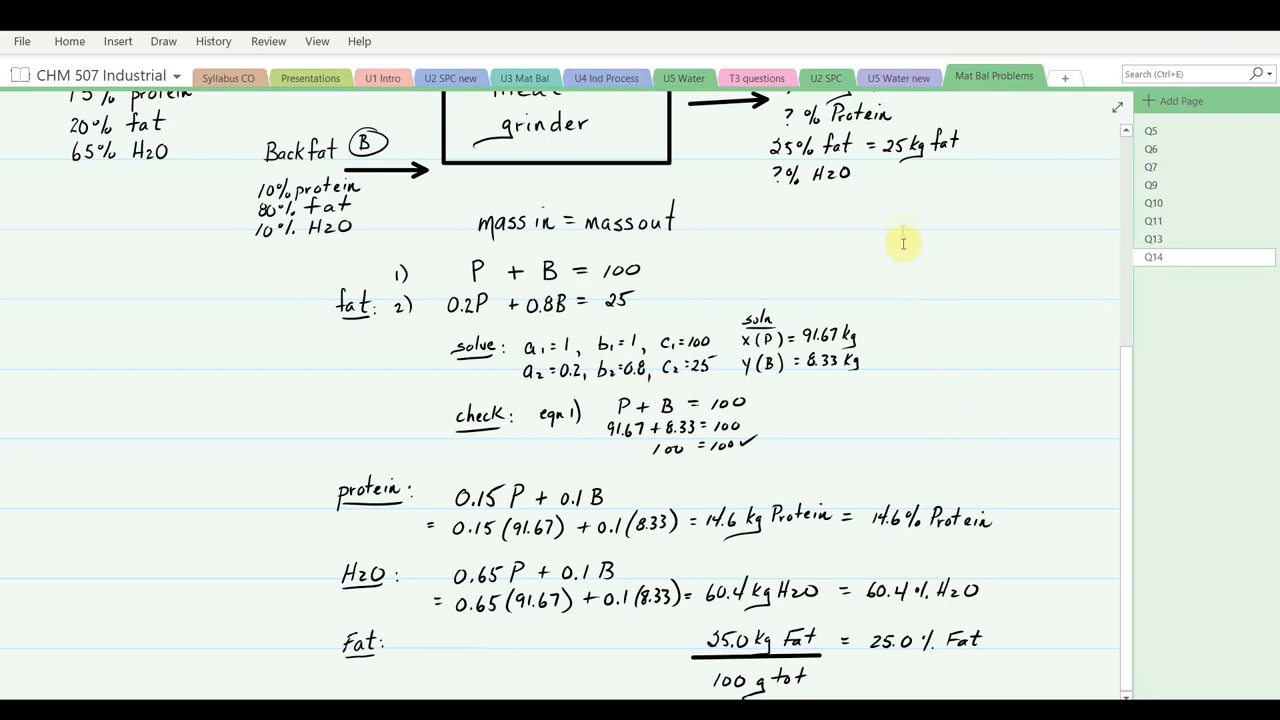 File Home Insert Draw History Review View Help
CHM 507 Industrial Syllabus CO Presentations U1 Intro U2 SPC new U3 Mat Bal U4 Ind Process U5 Water T3 questions U2 SPC U5 Water new Mat Bal Problems + Search (Ctrl+E)
Add Page
Q5
Q6
Q7
Q9
Q10
Q11
Q13
Q14
15% protein
20% fat
65% H2O
Backfat B
10% protein
80% fat
10% H2O
meat
grinder
? % Protein
25% fat = 25 kg fat
? % H2O
mass in = mass out
1) P + B = 100
fat: 2) 0.2P + 0.8B = 25
solve: a1 = 1, b1 = 1, c1 = 100
a2 = 0.2, b2 = 0.8, c2 = 25
soln
x (P) = 91.67 kg
y (B) = 8.33 kg
check: eqn 1) P + B = 100
91.67 + 8.33 = 100
100 = 100 ✓
protein: 0.15 P + 0.1 B
= 0.15 (91.67) + 0.1 (8.33) = 14.6 kg Protein = 14.6% Protein
H2O: 0.65 P + 0.1 B
= 0.65 (91.67) + 0.1 (8.33) = 60.4 kg H2O = 60.4 % H2O
Fat: 25.0 kg Fat = 25.0 % Fat
100 g tot